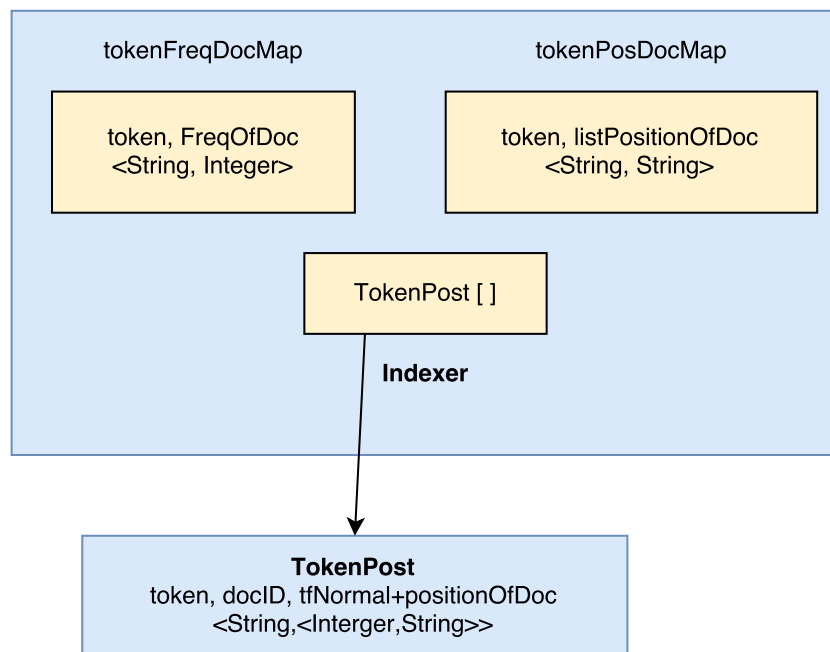 tokenFreqDocMap
tokenPosDocMap
token, FreqOfDoc
<String, Integer>
token, listPositionOfDoc
<String, String>
TokenPost [ ]
Indexer
TokenPost
token, docID, tfNormal+positionOfDoc
<String,<Interger,String>>